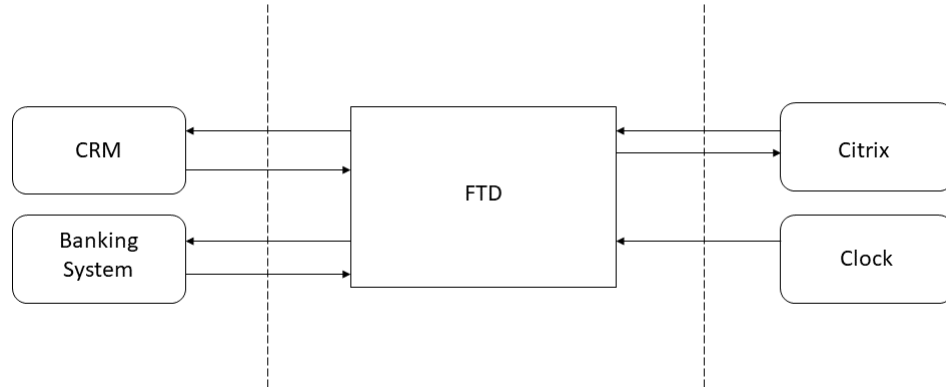 CRM
Banking
System
FTD
Citrix
Clock